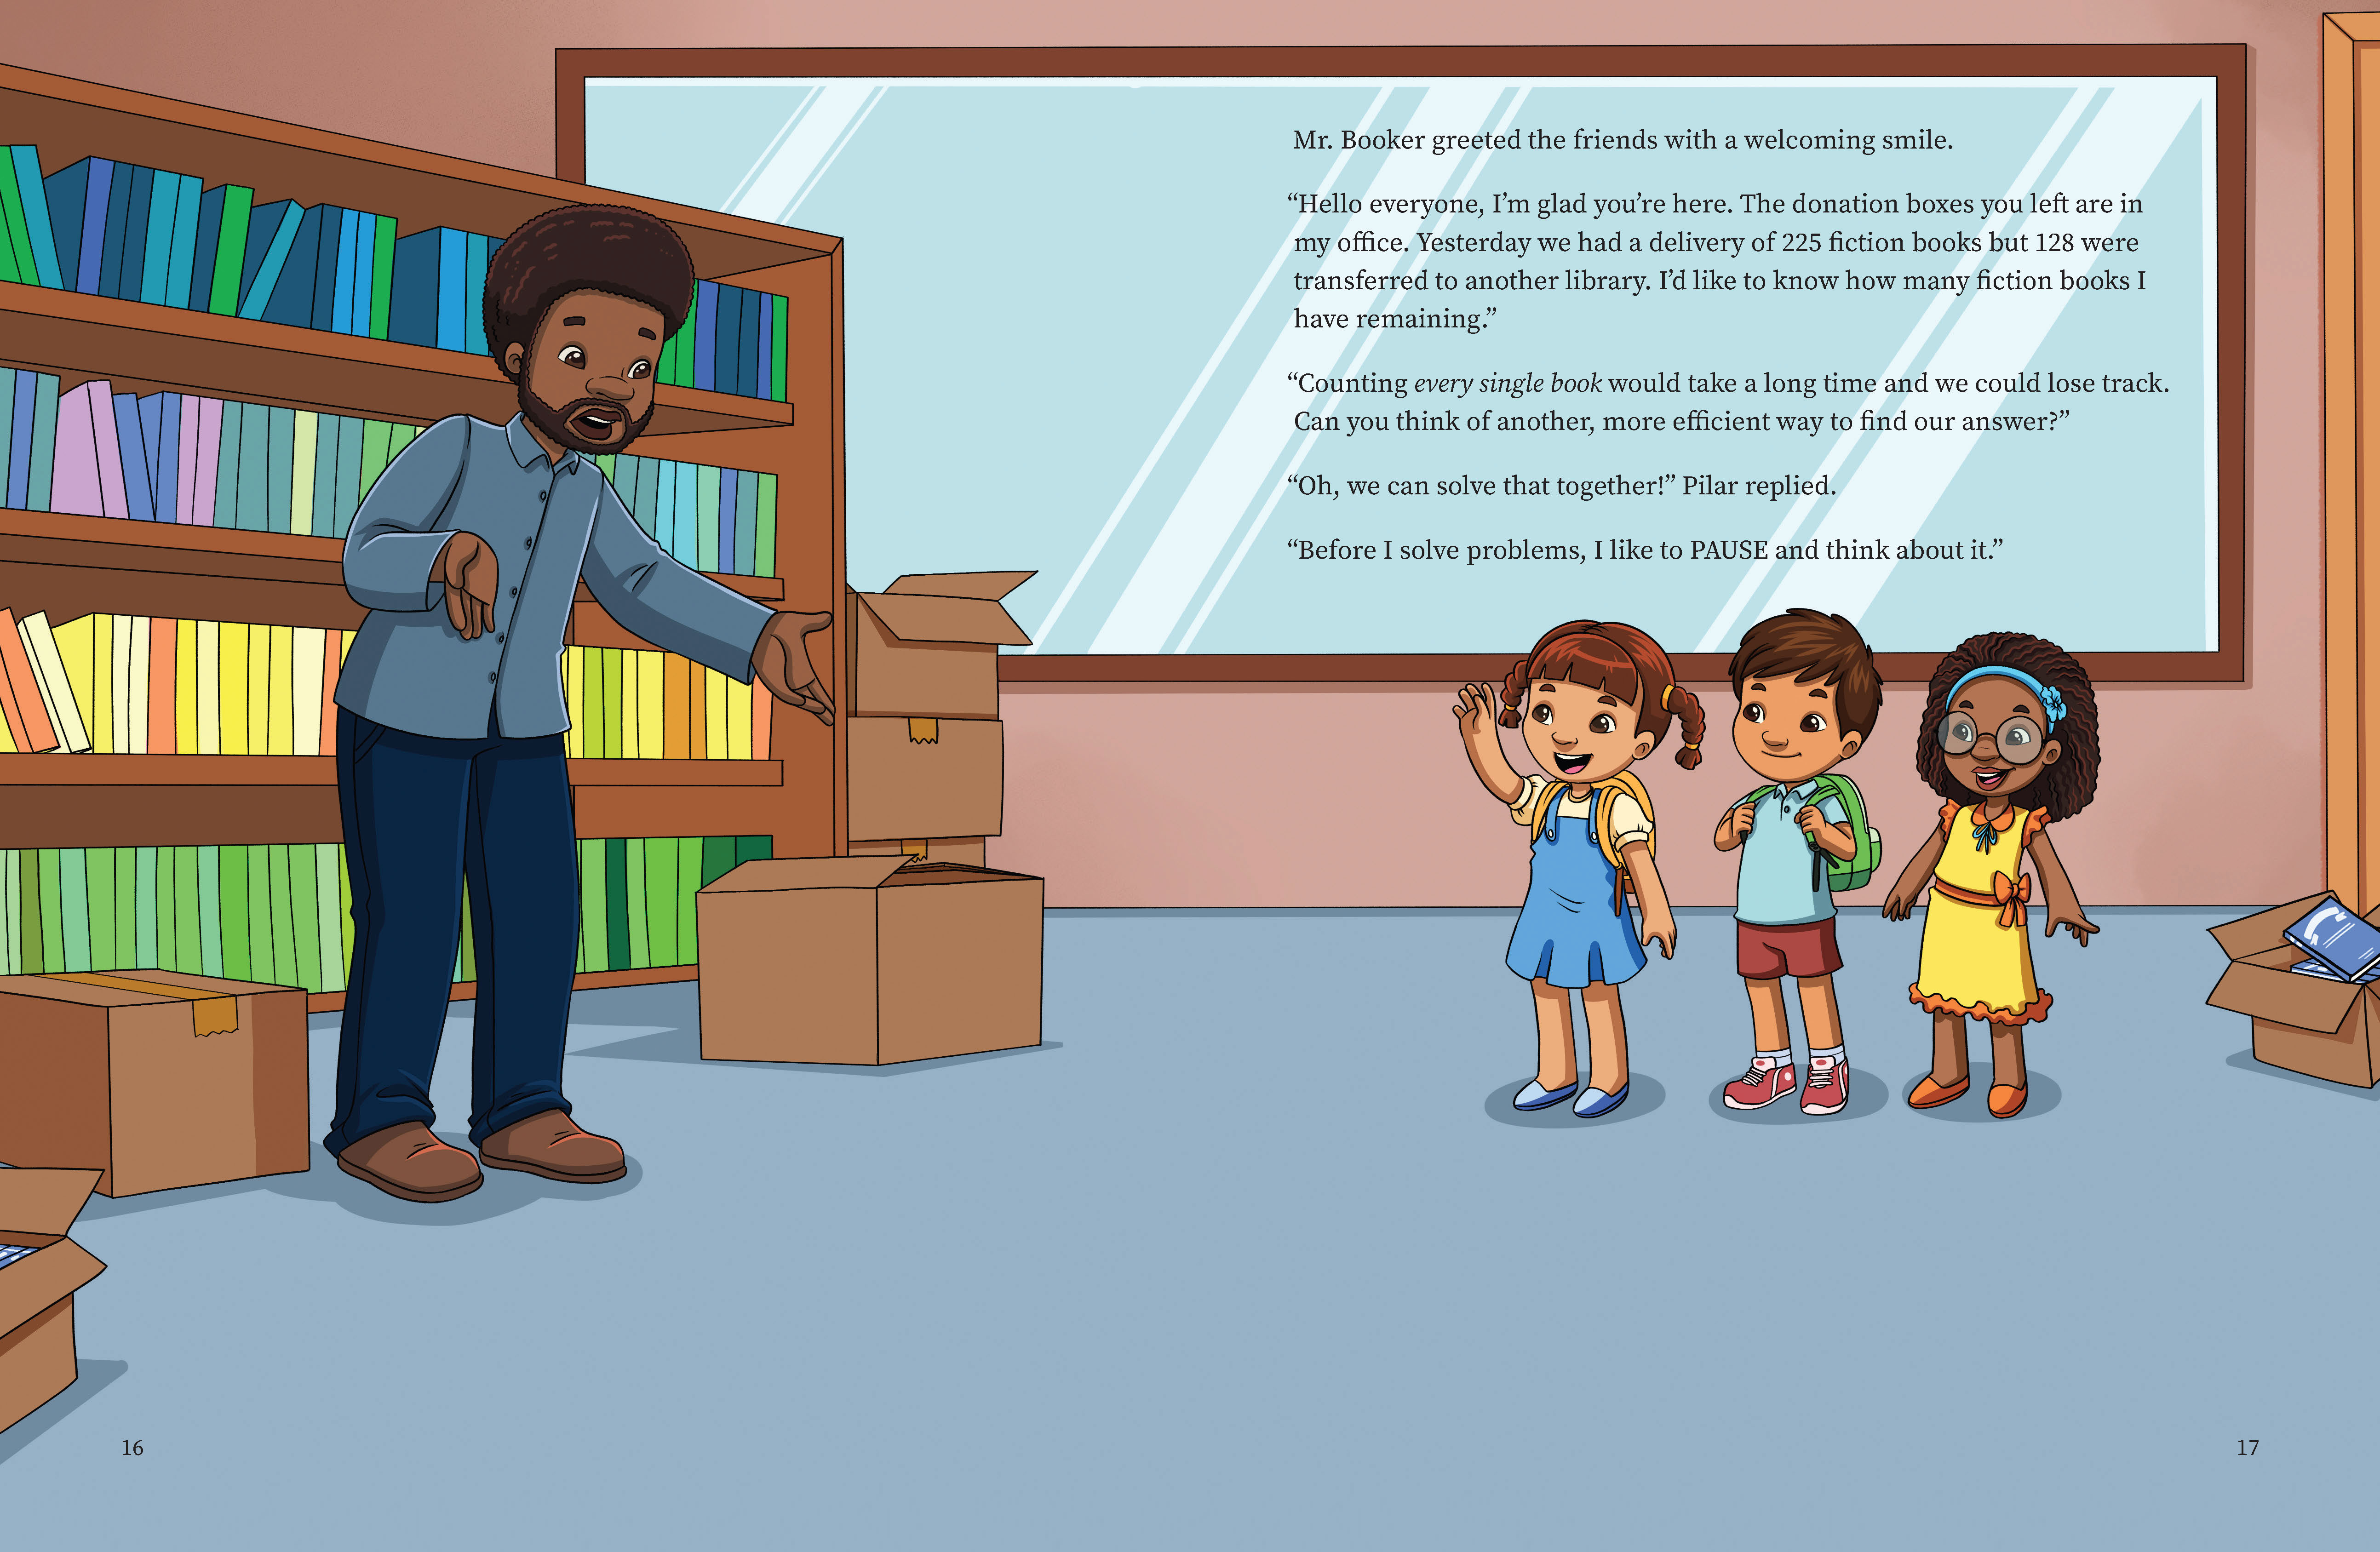 Mr. Booker greeted the friends with a welcoming smile.
“Hello everyone, I’m glad you’re here. The donation boxes you left are in
my office. Yesterday we had a delivery of 225 fiction books but 128 were
transferred to another library. I’d like to know how many fiction books I
have remaining.”
“Counting every single book would take a long time and we could lose track.
Can you think of another, more efficient way to find our answer?”
“Oh, we can solve that together!” Pilar replied.
“Before I solve problems, I like to PAUSE and think about it.”
16
17